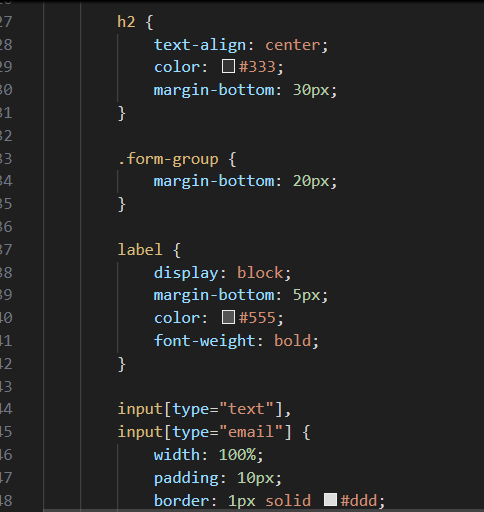 27 h2 {
28 text-align: center;
29 color: #333;
30 margin-bottom: 30px;
31 }
32
33 .form-group {
34 margin-bottom: 20px;
35 }
36
37 label {
38 display: block;
39 margin-bottom: 5px;
40 color: #555;
41 font-weight: bold;
42 }
43
44 input[type="text"],
45 input[type="email"] {
46 width: 100%;
47 padding: 10px;
48 border: 1px solid #ddd;